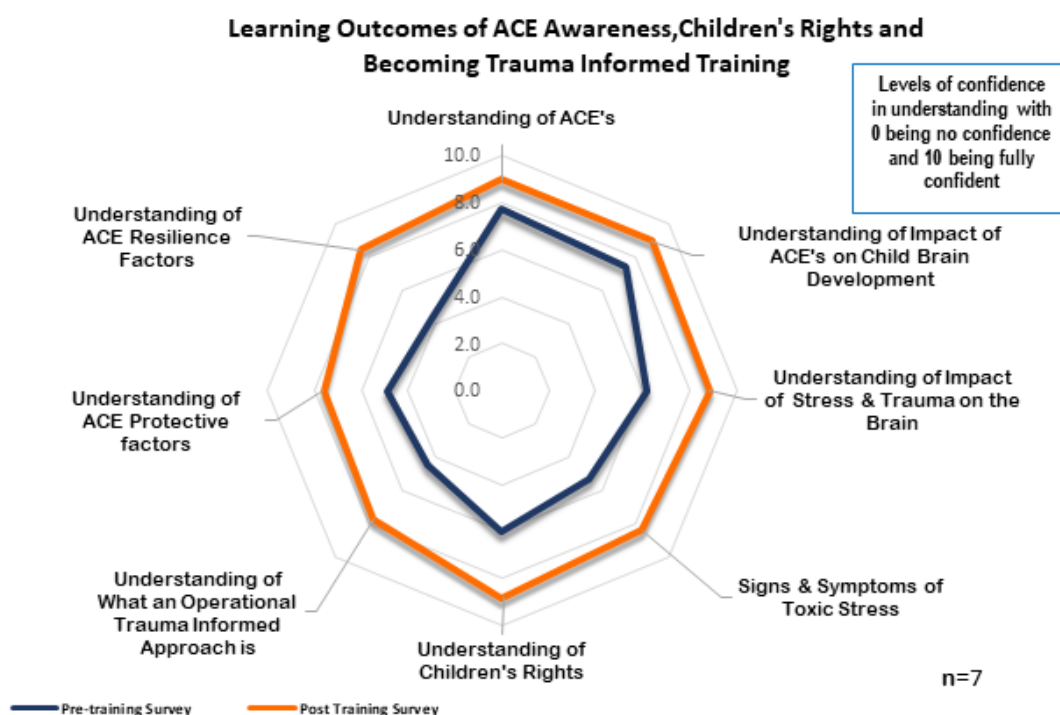 Learning Outcomes of ACE Awareness,Children's Rights and
Becoming Trauma Informed Training
Levels of confidence
in understanding with
0 being no confidence
and 10 being fully
confident
Understanding of ACE's
10.0
8.0
6.0
4.0
2.0
0.0
Understanding of Impact of
ACE's on Child Brain
Development
Understanding of Impact
of Stress & Trauma on the
Brain
Signs & Symptoms of
Toxic Stress
Understanding of
Children's Rights
Understanding of
What an Operational
Trauma Informed
Approach is
Understanding of
ACE Protective
factors
Understanding of
ACE Resilience
Factors
n=7
Pre-training Survey
Post Training Survey